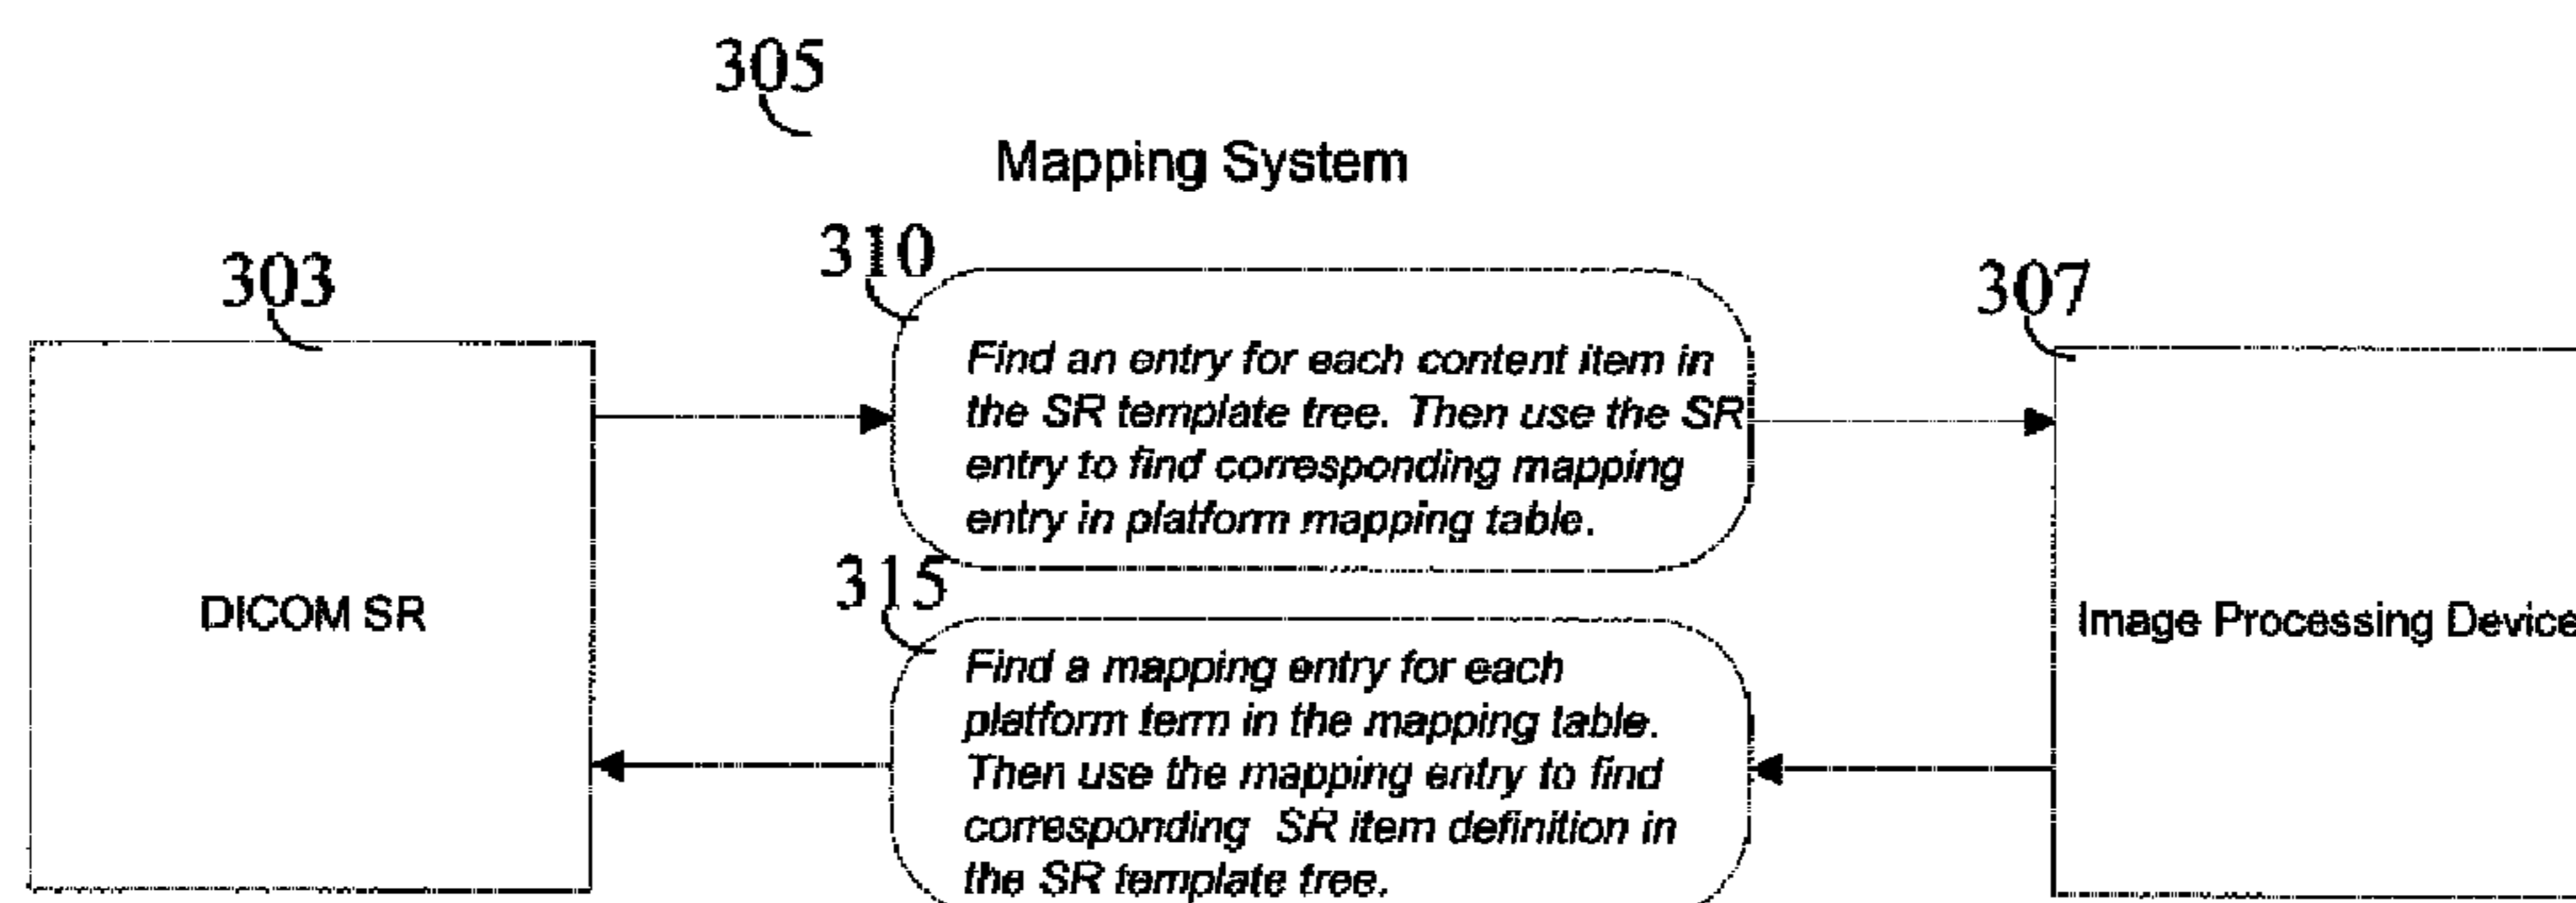 305
Mapping System
303
310
307
Find an entry for each content item in
the SR template tree. Then use the SR
entry to find corresponding mapping
entry in platform mapping table.
315
DICOM SR
Image Processing Device
Find a mapping entry for each
platform term in the mapping table.
Then use the mapping entry to find
corresponding SR item definition in
the SR template tree.